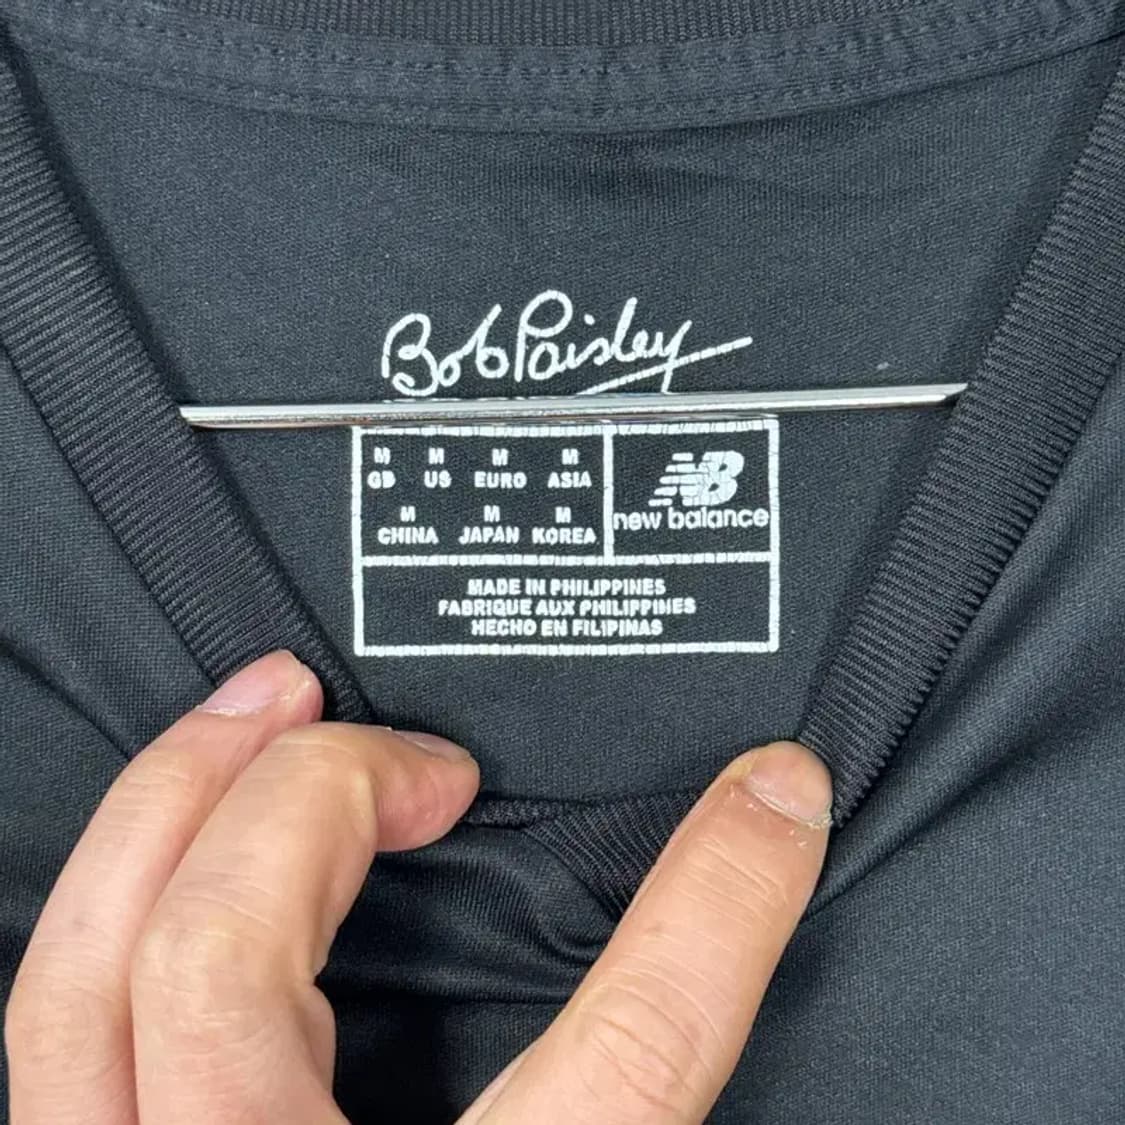 Bob Paisley
M M M M
GB US EURO ASIA
M M M
CHINA JAPAN KOREA
NB
new balance
MADE IN PHILIPPINES
FABRIQUE AUX PHILIPPINES
HECHO EN FILIPINAS